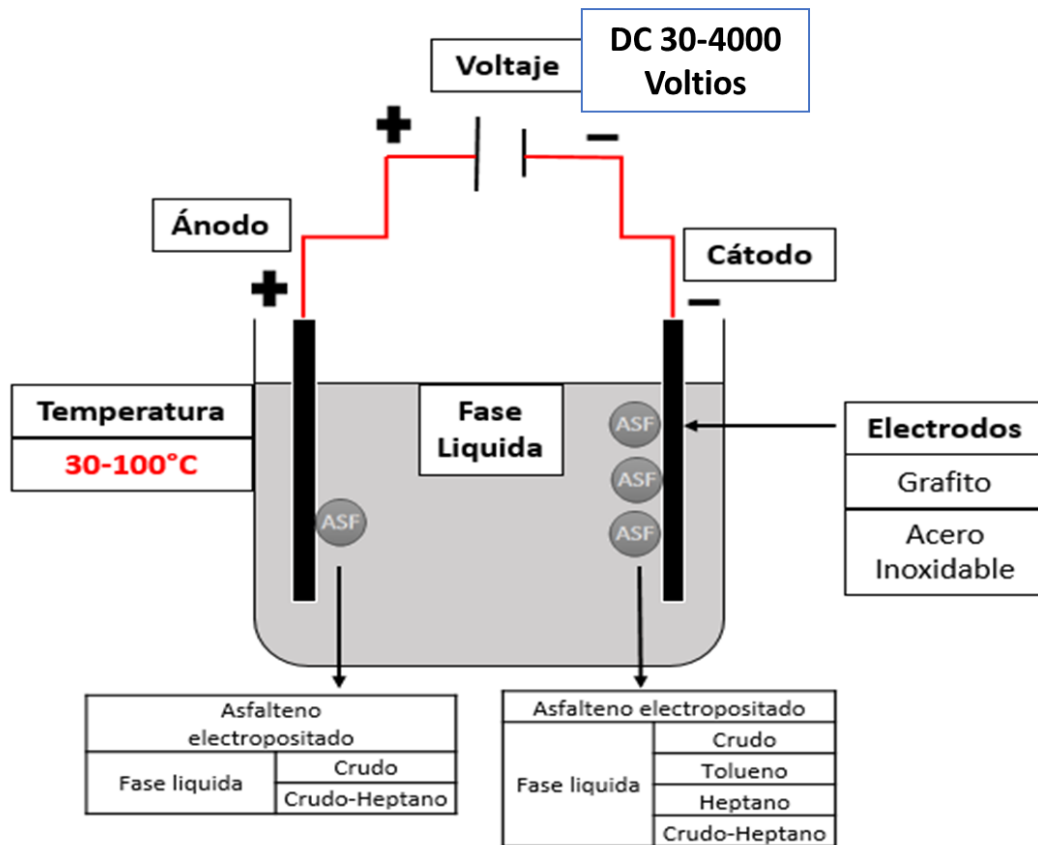 Voltaje
DC 30-4000
Voltios
+
−
Ánodo
+
Cátodo
−
Temperatura
30-100°C
Fase
Liquida
ASF
ASF
ASF
ASF
Electrodos
Grafito
Acero
Inoxidable
Asfalteno
electropositado
Fase liquida
Crudo
Crudo-Heptano
Asfalteno electropositado
Fase liquida
Crudo
Tolueno
Heptano
Crudo-Heptano